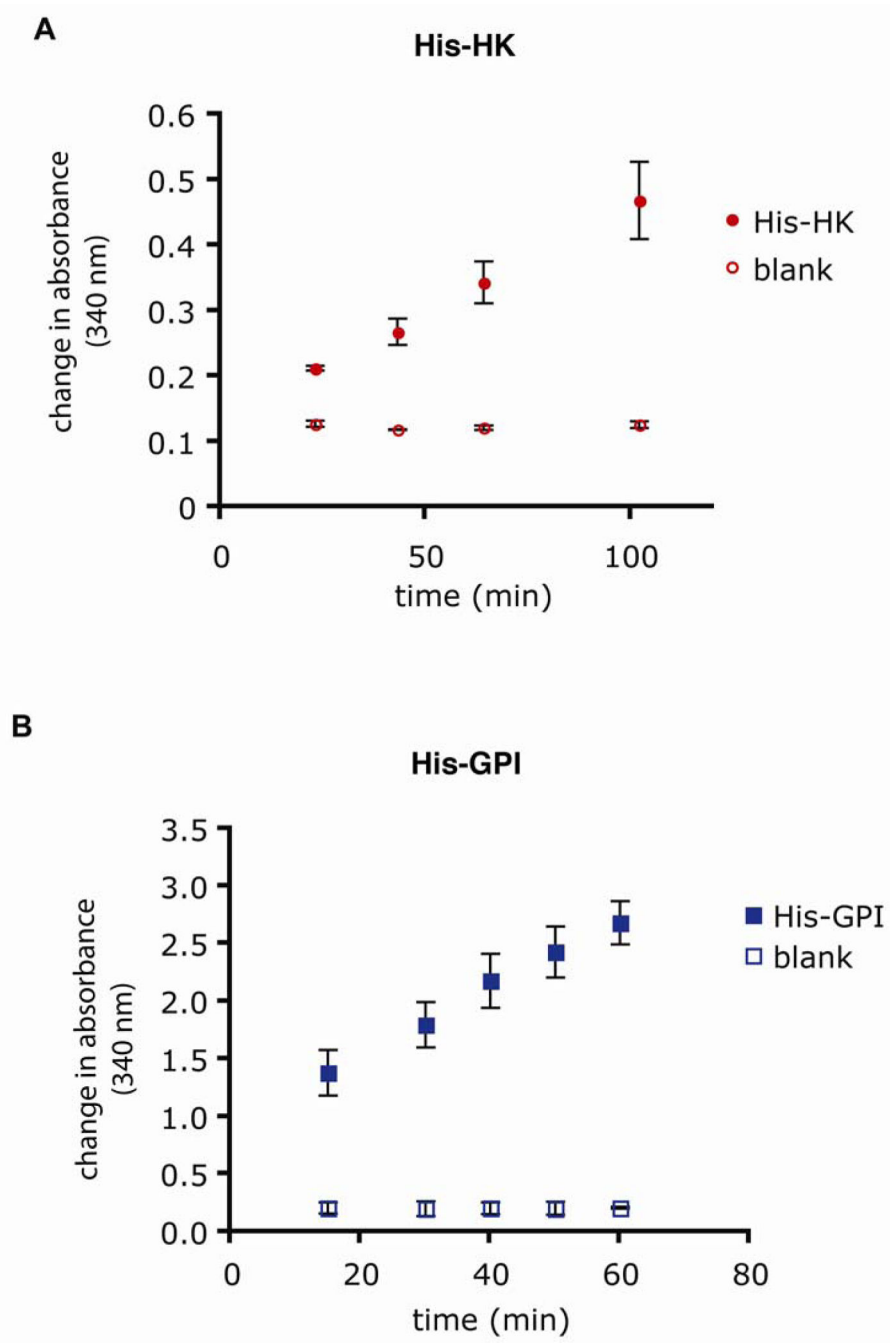 A
His-HK
0.6
0.5
0.4
0.3
0.2
0.1
0
change in absorbance
(340 nm)
0 50 100
time (min)
His-HK
blank
B
His-GPI
3.5
3.0
2.5
2.0
1.5
1.0
0.5
0.0
change in absorbance
(340 nm)
0 20 40 60 80
time (min)
His-GPI
blank